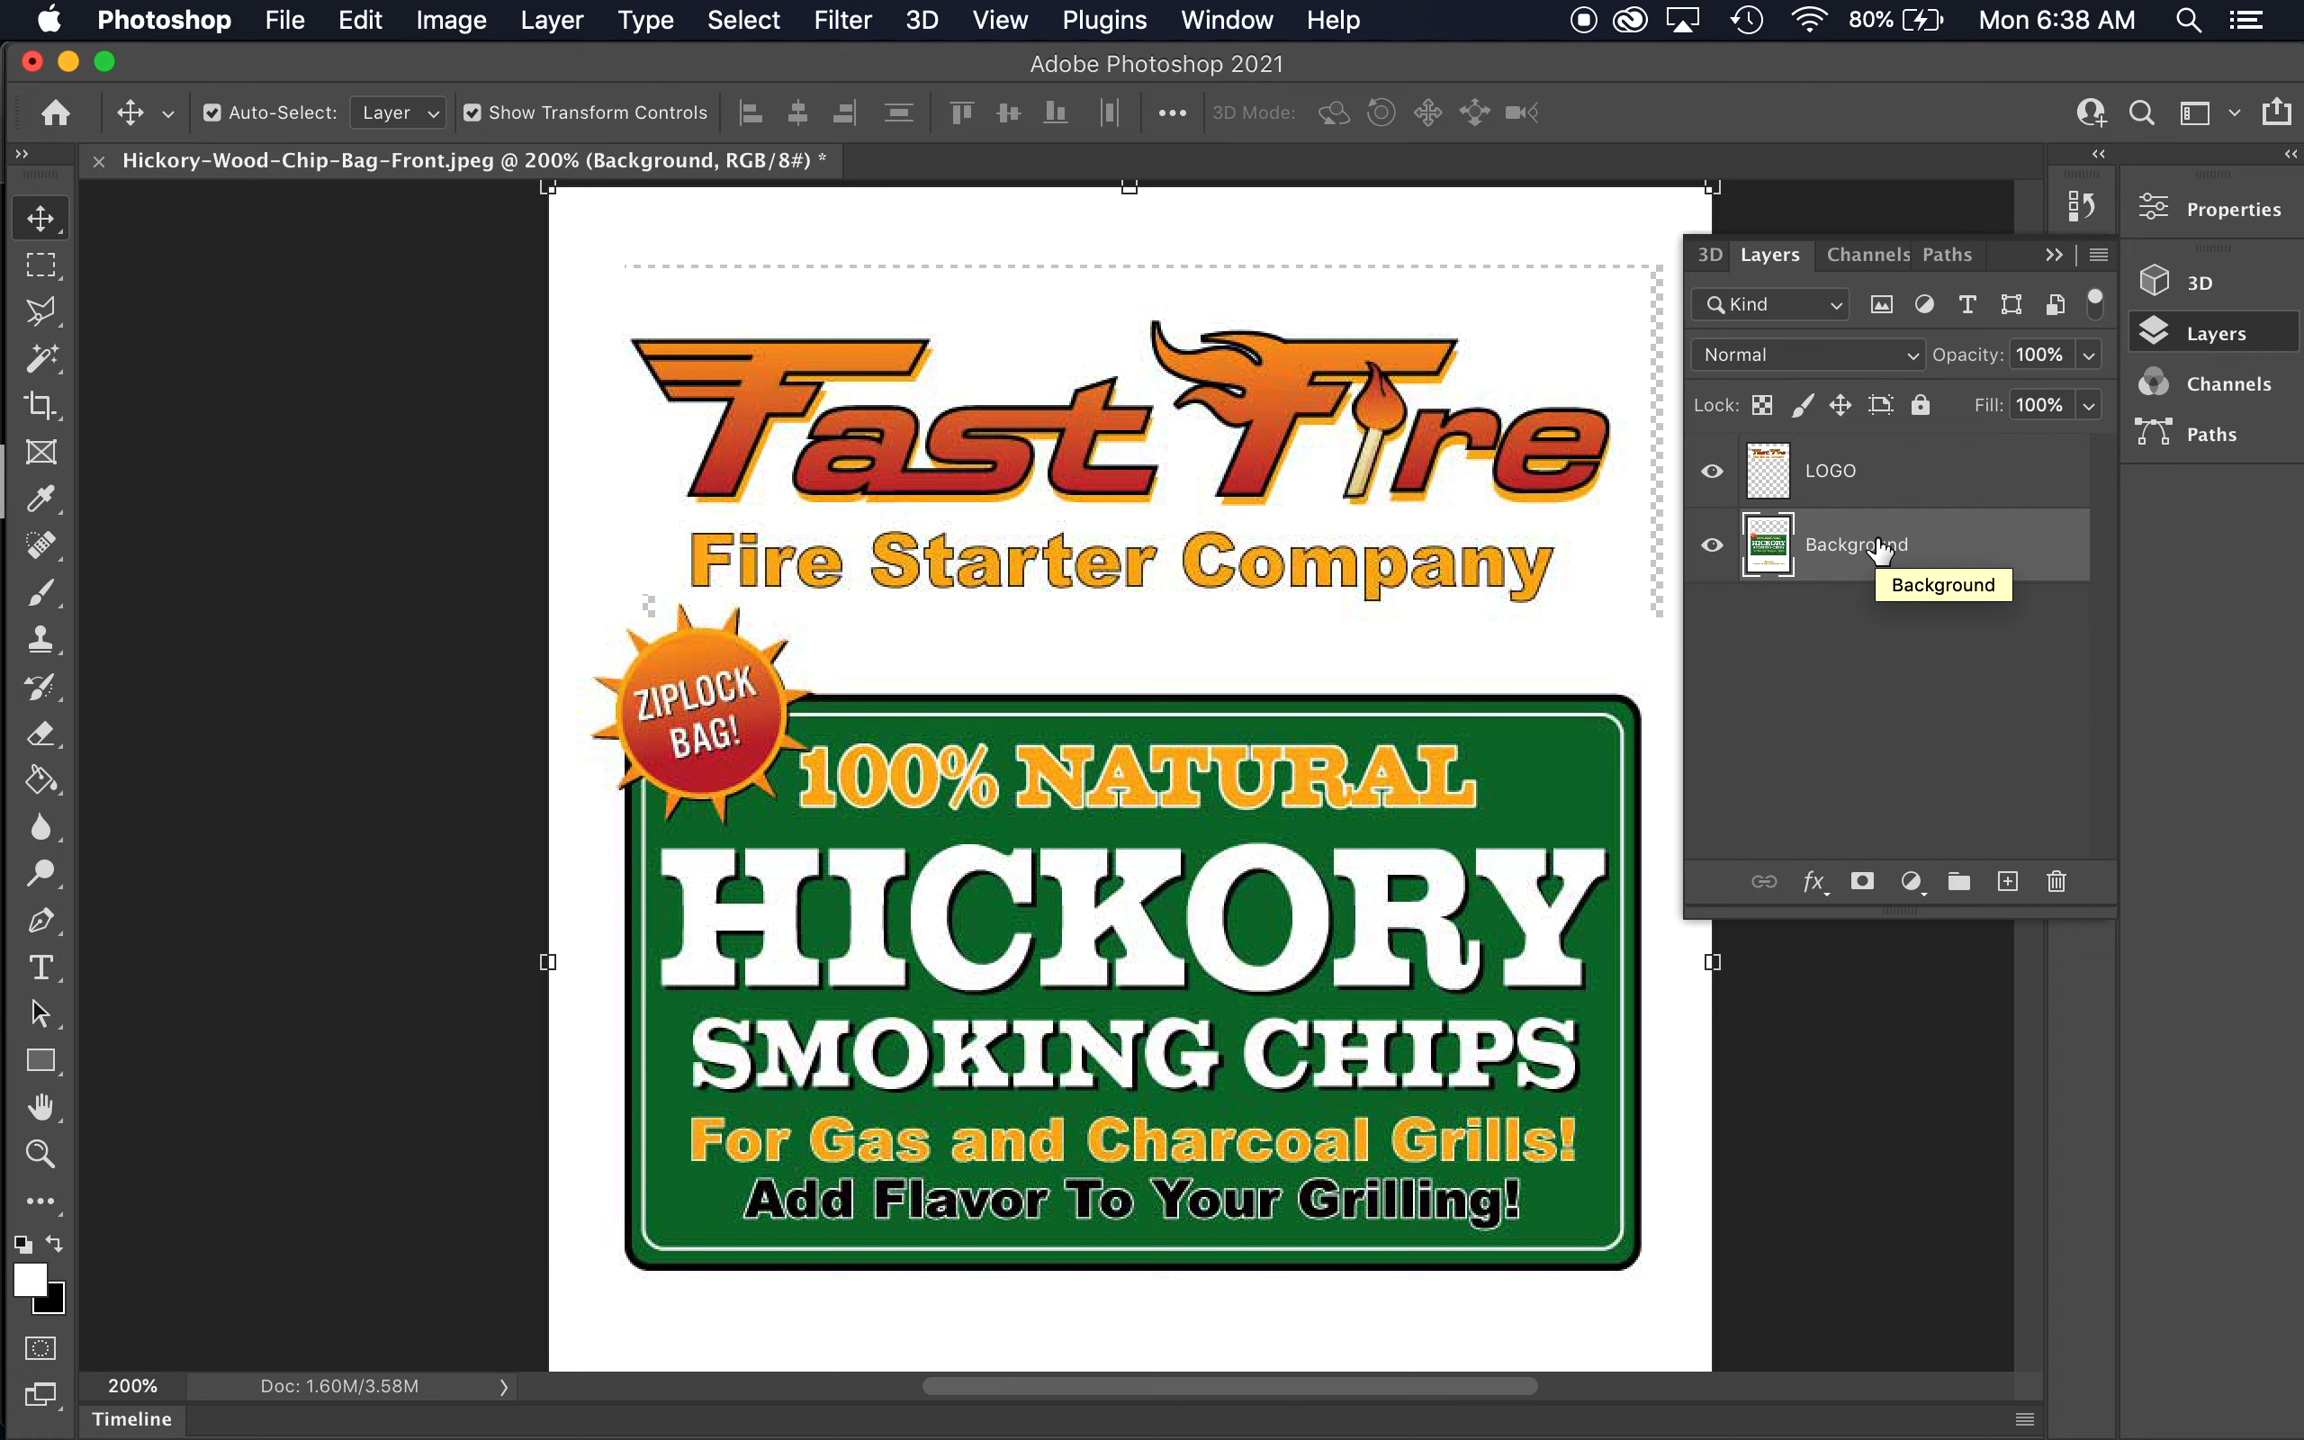 Photoshop File Edit Image Layer Type Select Filter 3D View Plugins Window Help 80% Mon 6:38 AM
Adobe Photoshop 2021
Auto-Select: Layer Show Transform Controls 3D Mode:
× Hickory-Wood-Chip-Bag-Front.jpeg @ 200% (Background, RGB/8#) *
Fast Fire
Fire Starter Company
ZIPLOCK
BAG!
100% NATURAL
HICKORY
SMOKING CHIPS
For Gas and Charcoal Grills!
Add Flavor To Your Grilling!
3D Layers Channels Paths
Kind
Normal Opacity: 100%
Lock: Fill: 100%
LOGO
Background
Background
fx
Properties
3D
Layers
Channels
Paths
200% Doc: 1.60M/3.58M
Timeline